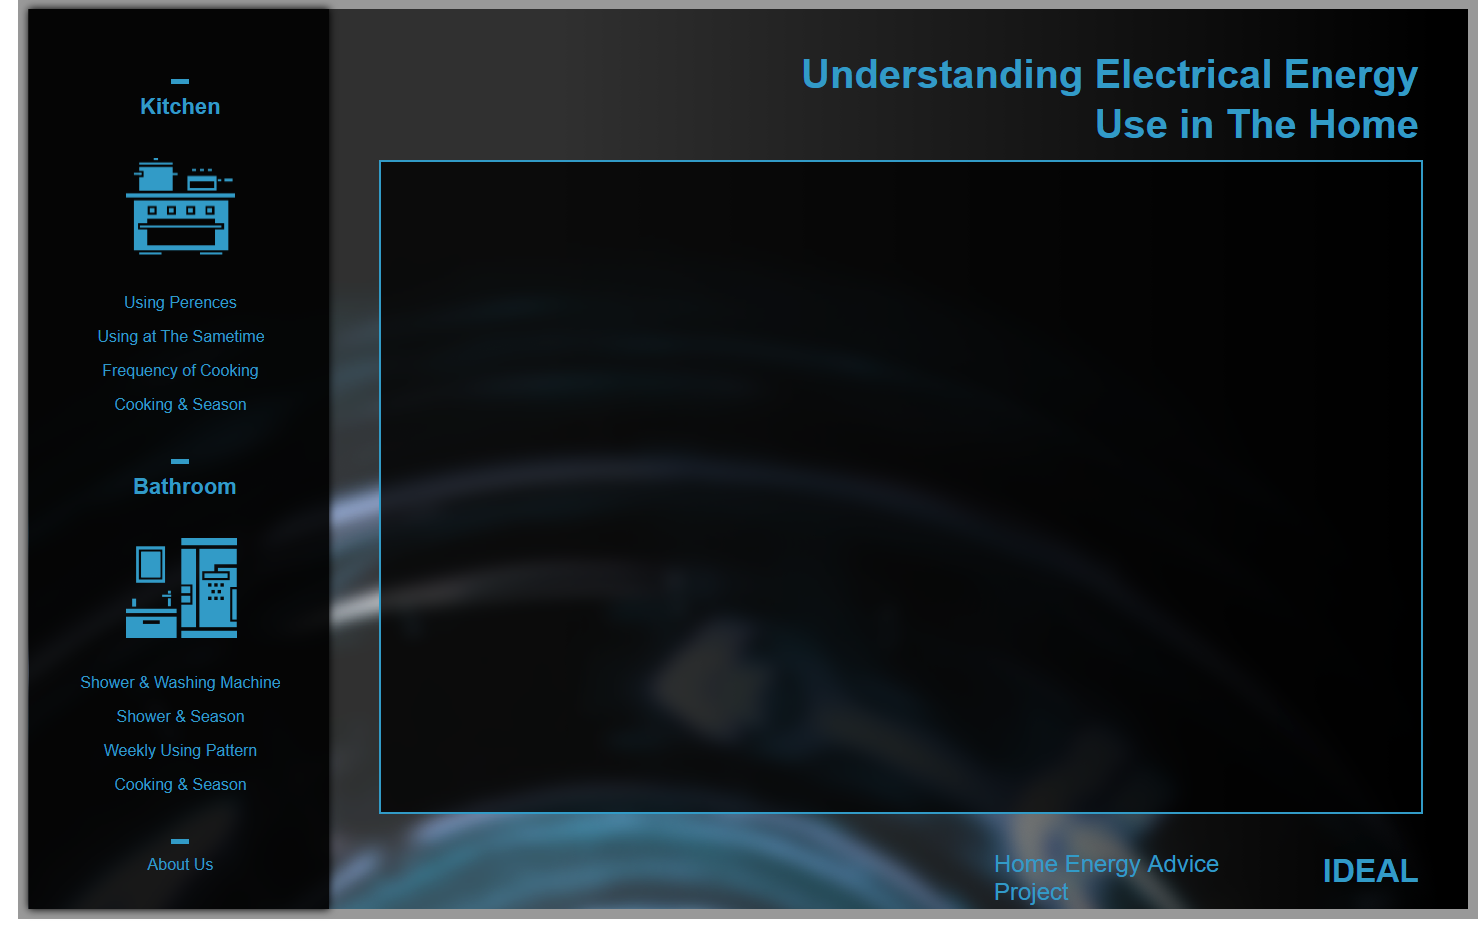 Understanding Electrical Energy
Use in The Home
Kitchen
Using Perences
Using at The Sametime
Frequency of Cooking
Cooking & Season
Bathroom
Shower & Washing Machine
Shower & Season
Weekly Using Pattern
Cooking & Season
About Us
Home Energy Advice
Project
IDEAL